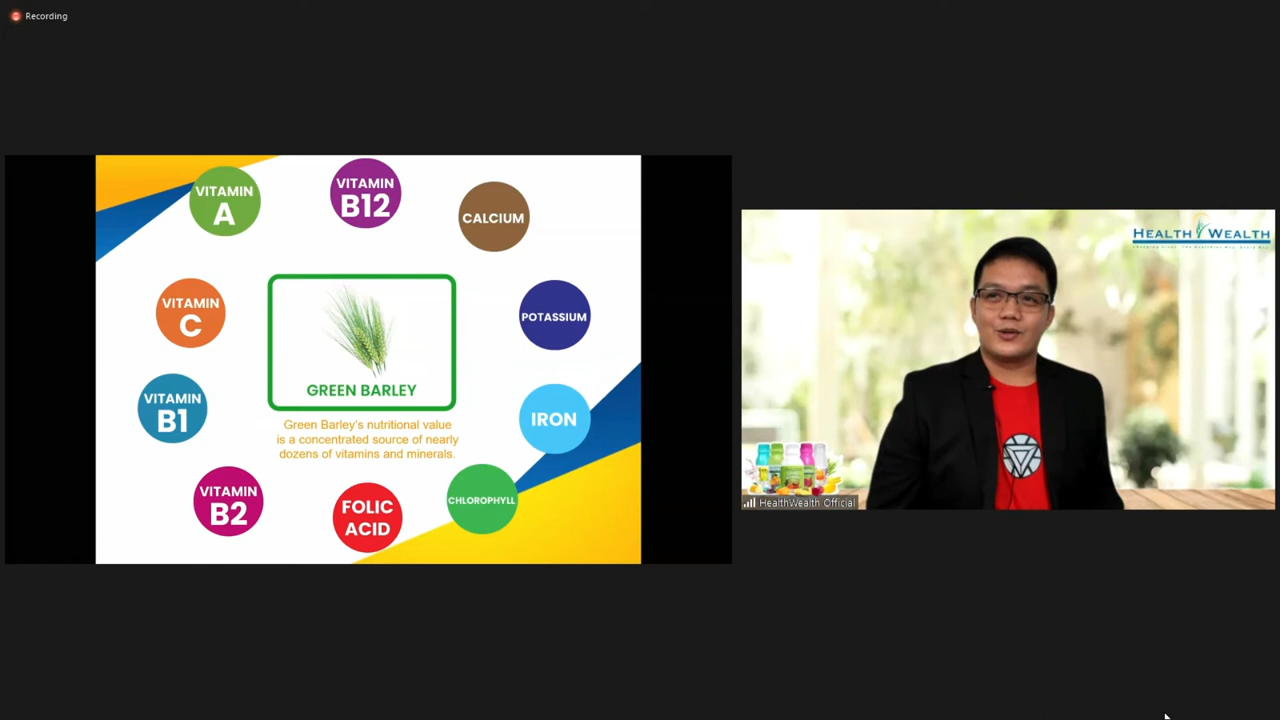 Recording
VITAMIN
A
VITAMIN
B12
CALCIUM
VITAMIN
C
POTASSIUM
GREEN BARLEY
Green Barley's nutritional value
is a concentrated source of nearly
dozens of vitamins and minerals.
VITAMIN
B1
IRON
VITAMIN
B2
FOLIC
ACID
CHLOROPHYLL
HEALTH WEALTH
HealthWealth Official